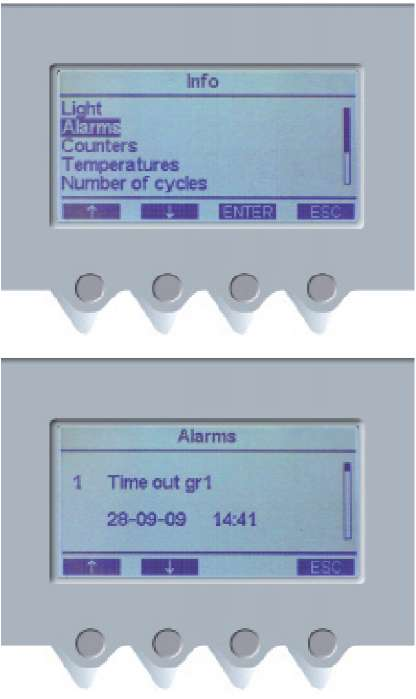 Info
Light
Alarms
Counters
Temperatures
Number of cycles
↑ ↓ ENTER ESC
Alarms
1 Time out gr1
28-09-09 14:41
↑ ↓ ESC